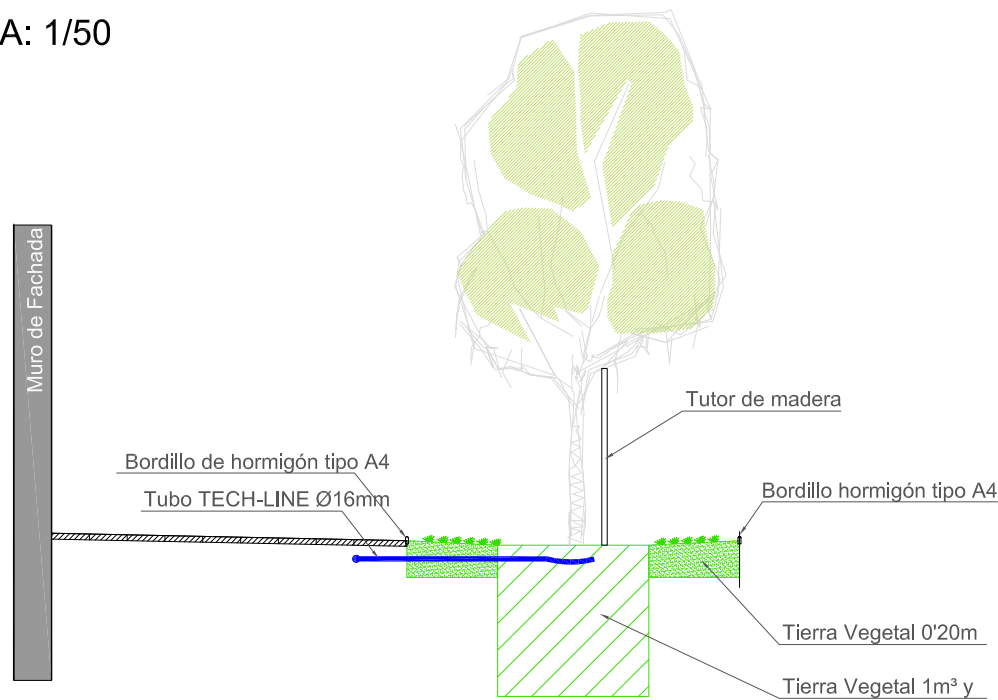 A: 1/50
Muro de Fachada
Tutor de madera
Bordillo de hormigón tipo A4
Tubo TECH-LINE Ø16mm
Bordillo hormigón tipo A4
Tierra Vegetal 0'20m
Tierra Vegetal 1m³ y